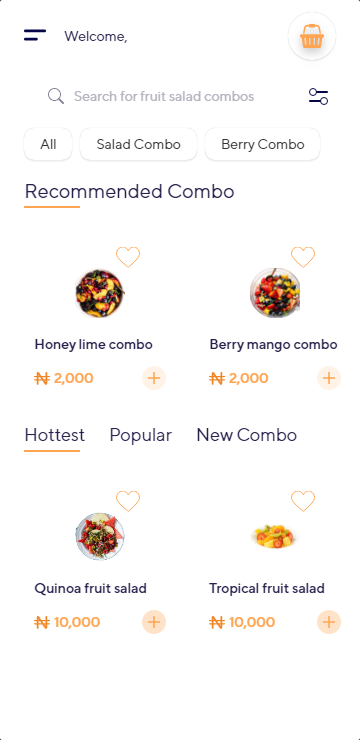 Welcome,
Search for fruit salad combos
All Salad Combo Berry Combo
Recommended Combo
Honey lime combo Berry mango combo
₦ 2,000 ₦ 2,000
Hottest Popular New Combo
Quinoa fruit salad Tropical fruit salad
₦ 10,000 ₦ 10,000